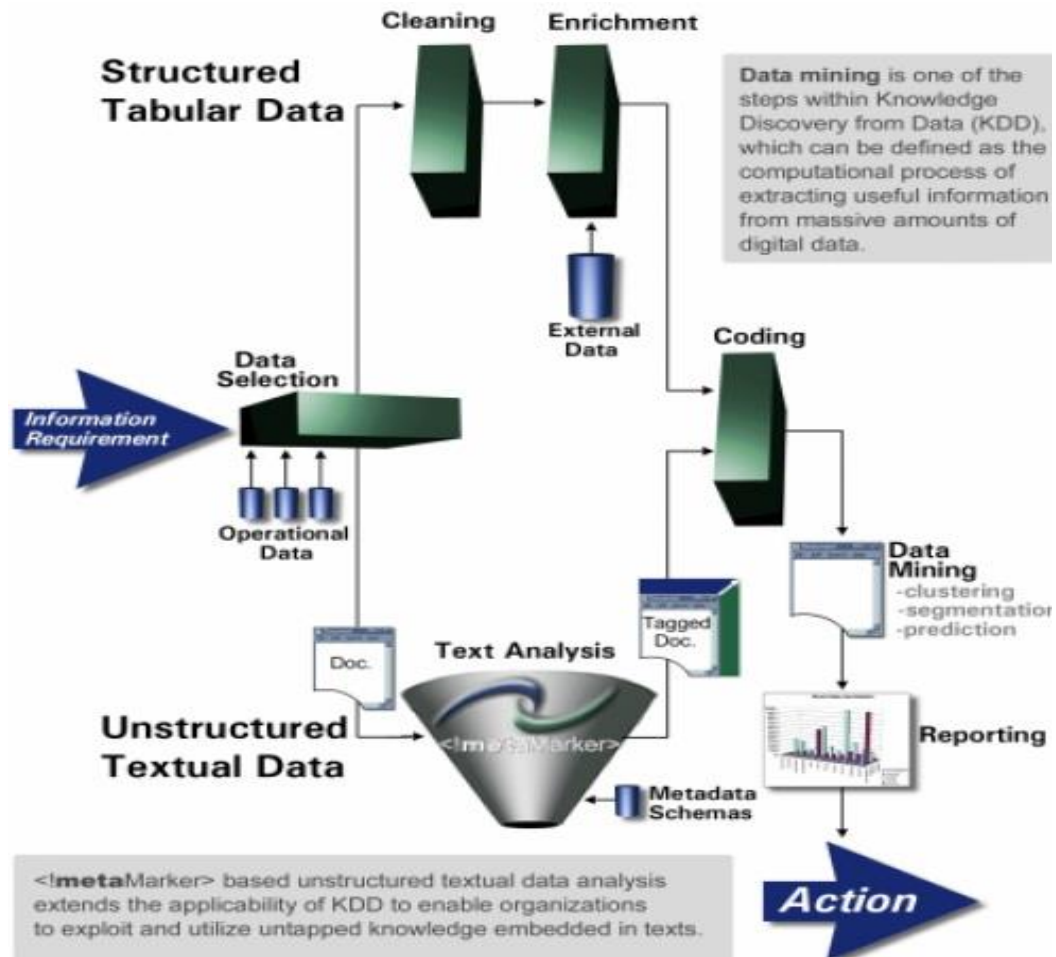 Cleaning
Enrichment
Structured
Tabular Data
Data mining is one of the
steps within Knowledge
Discovery from Data (KDD),
which can be defined as the
computational process of
extracting useful information
from massive amounts of
digital data.
External
Data
Coding
Data
Selection
Information
Requirement
Operational
Data
Data
Mining
-clustering
-segmentation
-prediction
Doc.
Text Analysis
Tagged
Doc.
<!metaMarker>
Unstructured
Textual Data
Metadata
Schemas
Reporting
<!metaMarker> based unstructured textual data analysis
extends the applicability of KDD to enable organizations
to exploit and utilize untapped knowledge embedded in texts.
Action